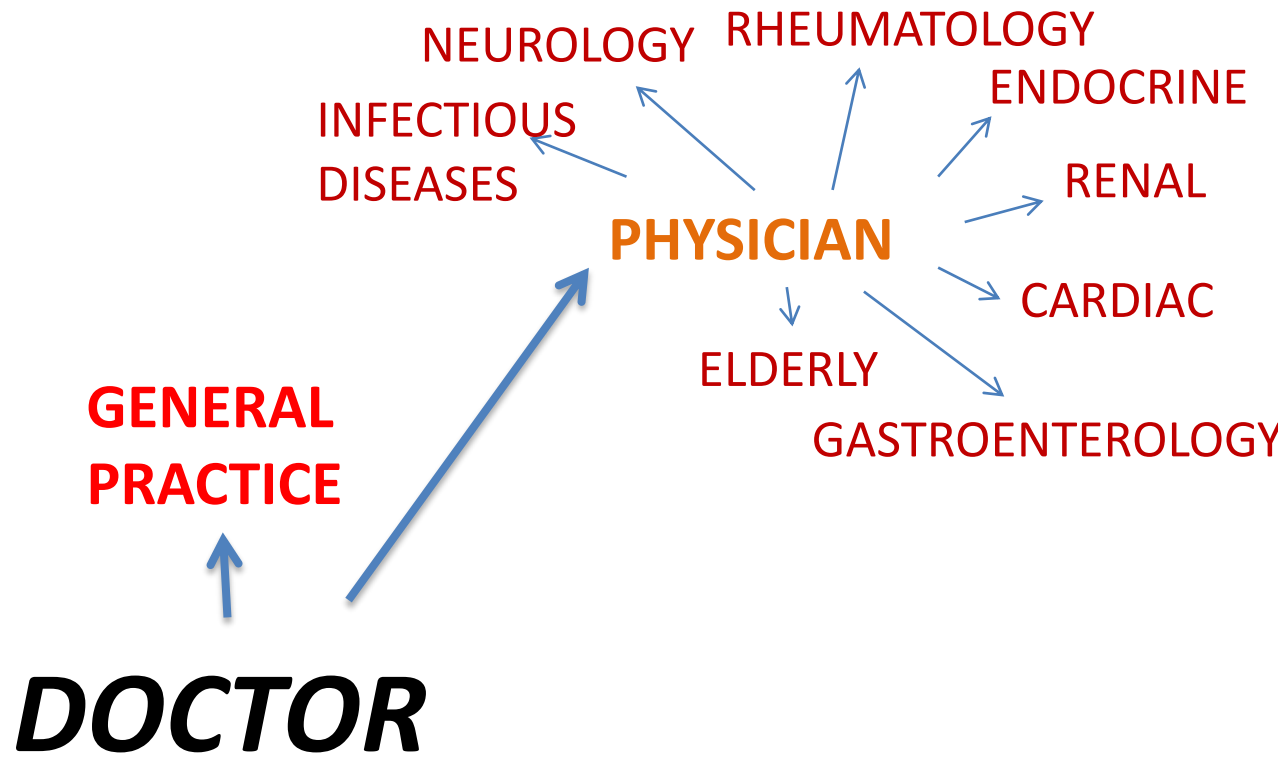 NEUROLOGY
RHEUMATOLOGY
ENDOCRINE
INFECTIOUS
DISEASES
RENAL
PHYSICIAN
CARDIAC
ELDERLY
GASTROENTEROLOGY
GENERAL
PRACTICE
DOCTOR